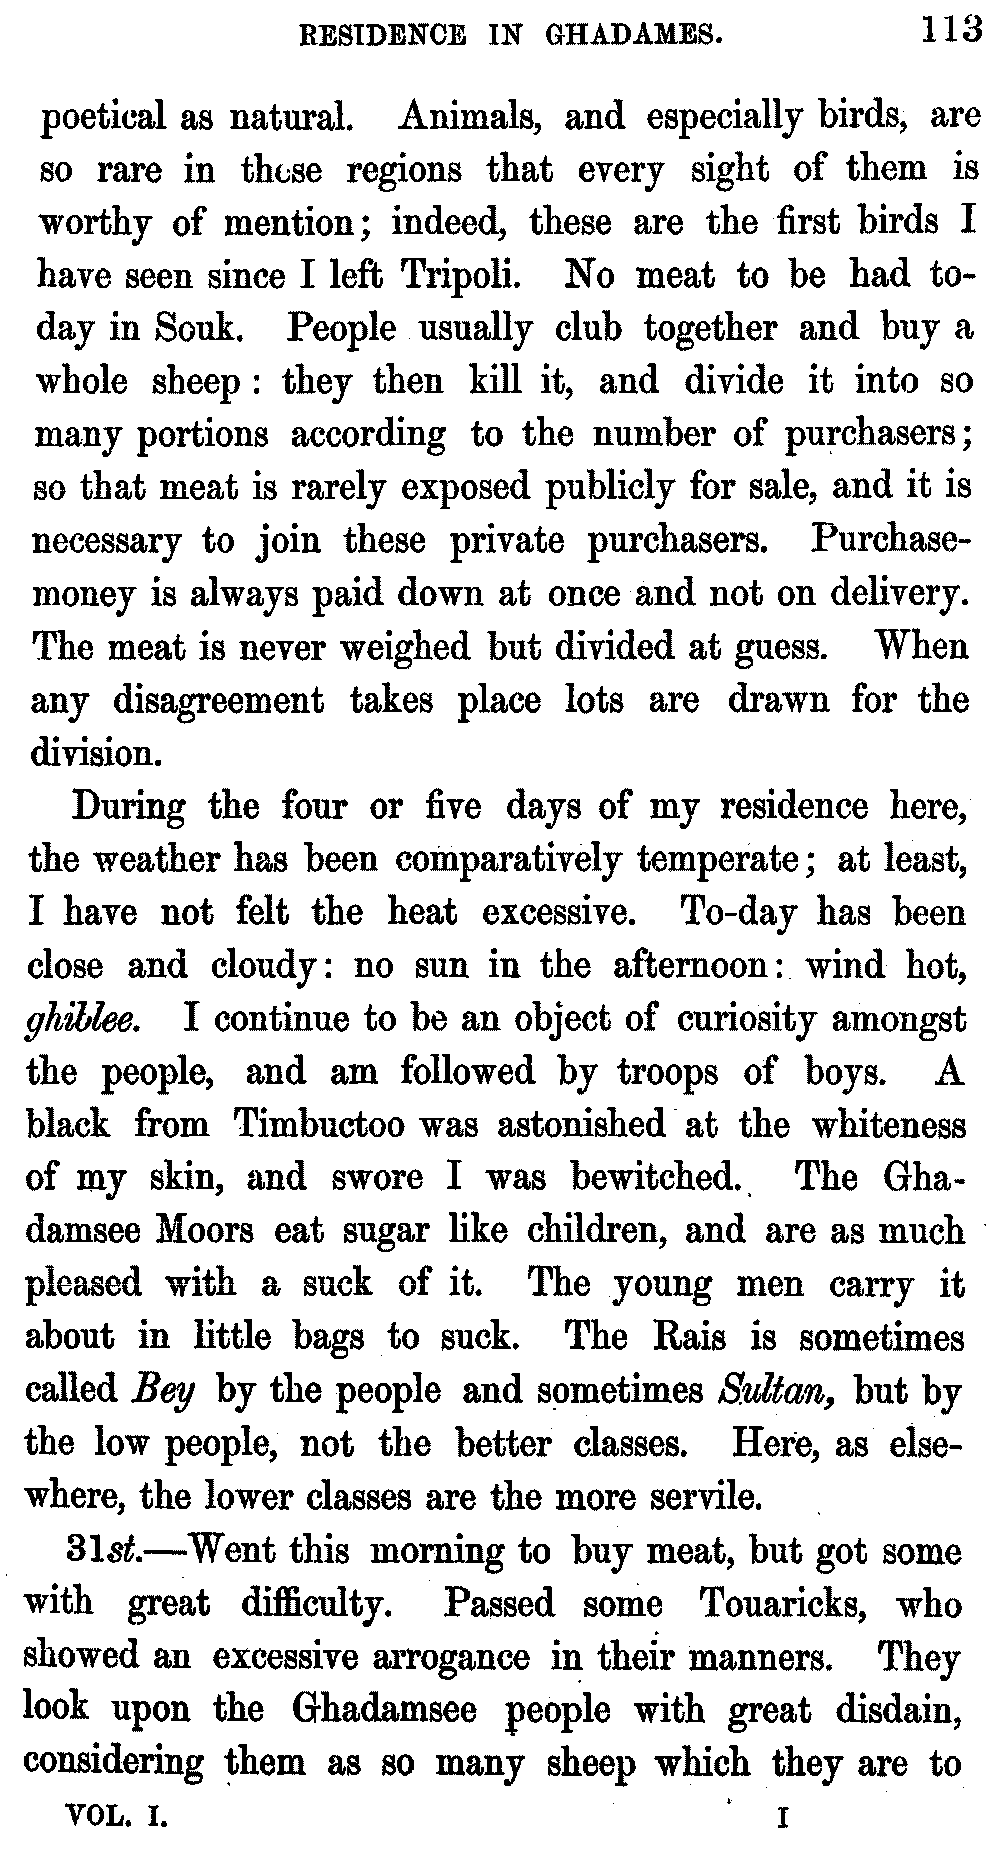 RESIDENCE IN GHADAMES. 113
poetical as natural. Animals, and especially birds, are
so rare in these regions that every sight of them is
worthy of mention; indeed, these are the first birds I
have seen since I left Tripoli. No meat to be had to-
day in Souk. People usually club together and buy a
whole sheep: they then kill it, and divide it into so
many portions according to the number of purchasers;
so that meat is rarely exposed publicly for sale, and it is
necessary to join these private purchasers. Purchase-
money is always paid down at once and not on delivery.
The meat is never weighed but divided at guess. When
any disagreement takes place lots are drawn for the
division.
During the four or five days of my residence here,
the weather has been comparatively temperate; at least,
I have not felt the heat excessive. To-day has been
close and cloudy: no sun in the afternoon: wind hot,
ghiblee. I continue to be an object of curiosity amongst
the people, and am followed by troops of boys. A
black from Timbuctoo was astonished at the whiteness
of my skin, and swore I was bewitched. The Gha-
damsee Moors eat sugar like children, and are as much
pleased with a suck of it. The young men carry it
about in little bags to suck. The Rais is sometimes
called Bey by the people and sometimes Sultan, but by
the low people, not the better classes. Here, as else-
where, the lower classes are the more servile.
31st.—Went this morning to buy meat, but got some
with great difficulty. Passed some Touaricks, who
showed an excessive arrogance in their manners. They
look upon the Ghadamsee people with great disdain,
considering them as so many sheep which they are to
VOL. I. I